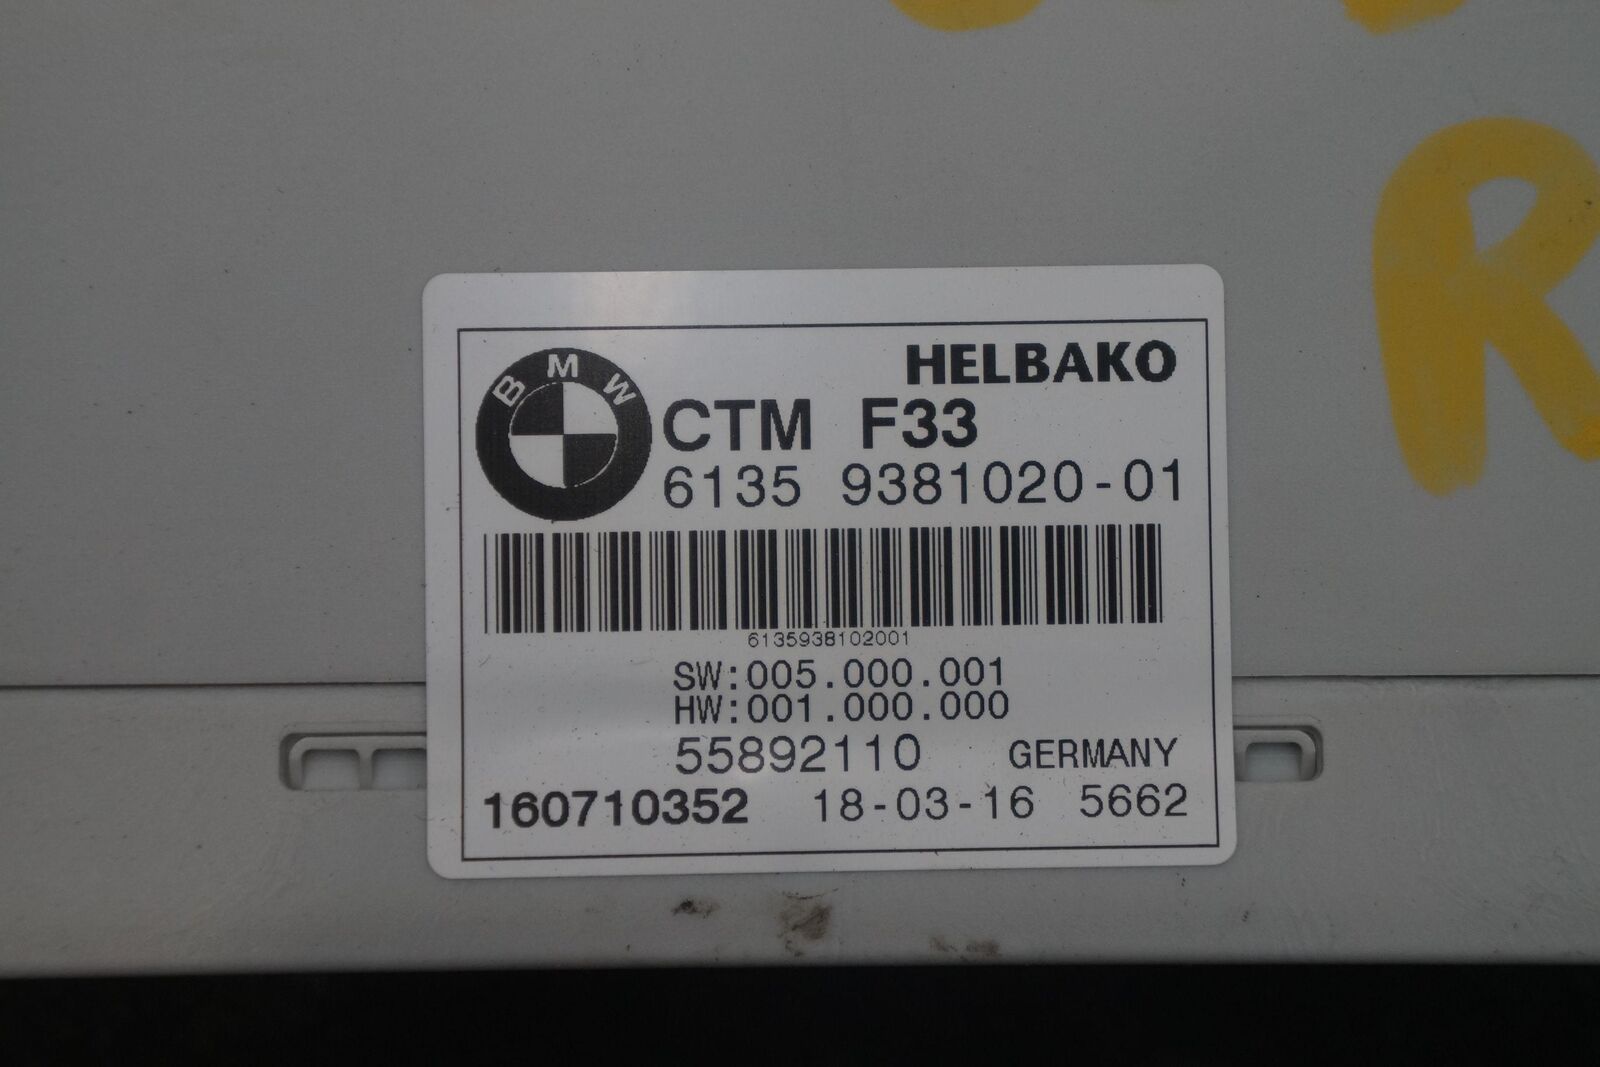 R
HELBAKO
BMW
CTM F33
6135 9381020-01
6135938102001
SW:005.000.001
HW:001.000.000
55892110 GERMANY
160710352 18-03-16 5662